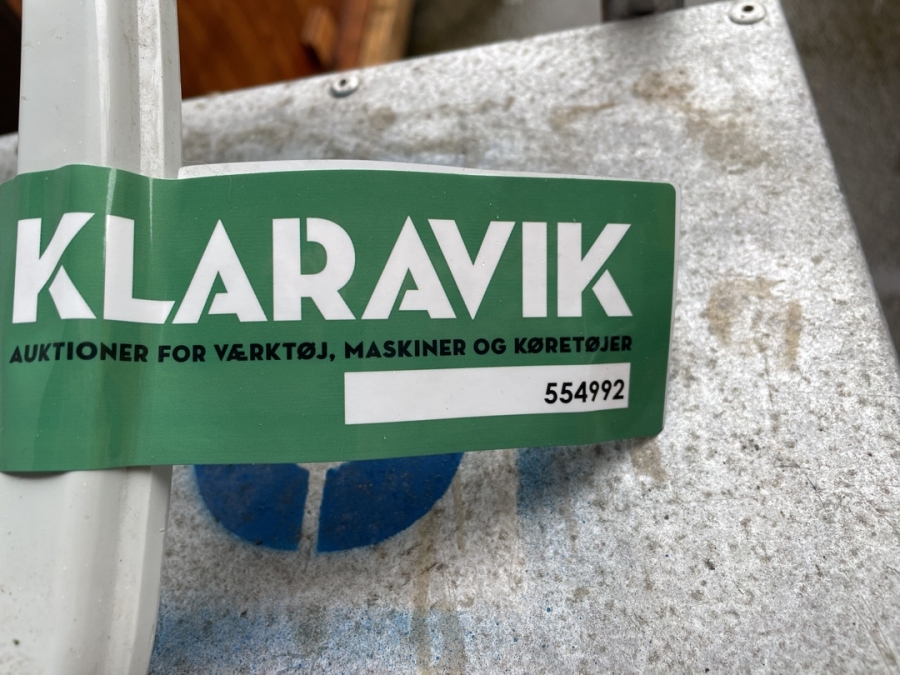 KLARAVIK
AUKTIONER FOR VÆRKTØJ, MASKINER OG KØRETØJER
554992